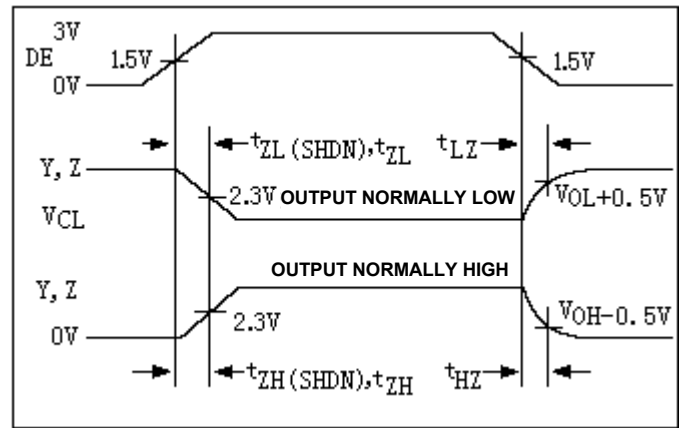 3V
DE 1.5V 1.5V
0V
tZL(SHDN),tZL tLZ
Y, Z
2.3V OUTPUT NORMALLY LOW VOL+0.5V
VCL
OUTPUT NORMALLY HIGH
Y, Z
2.3V VOH-0.5V
0V
tZH(SHDN),tZH tHZ